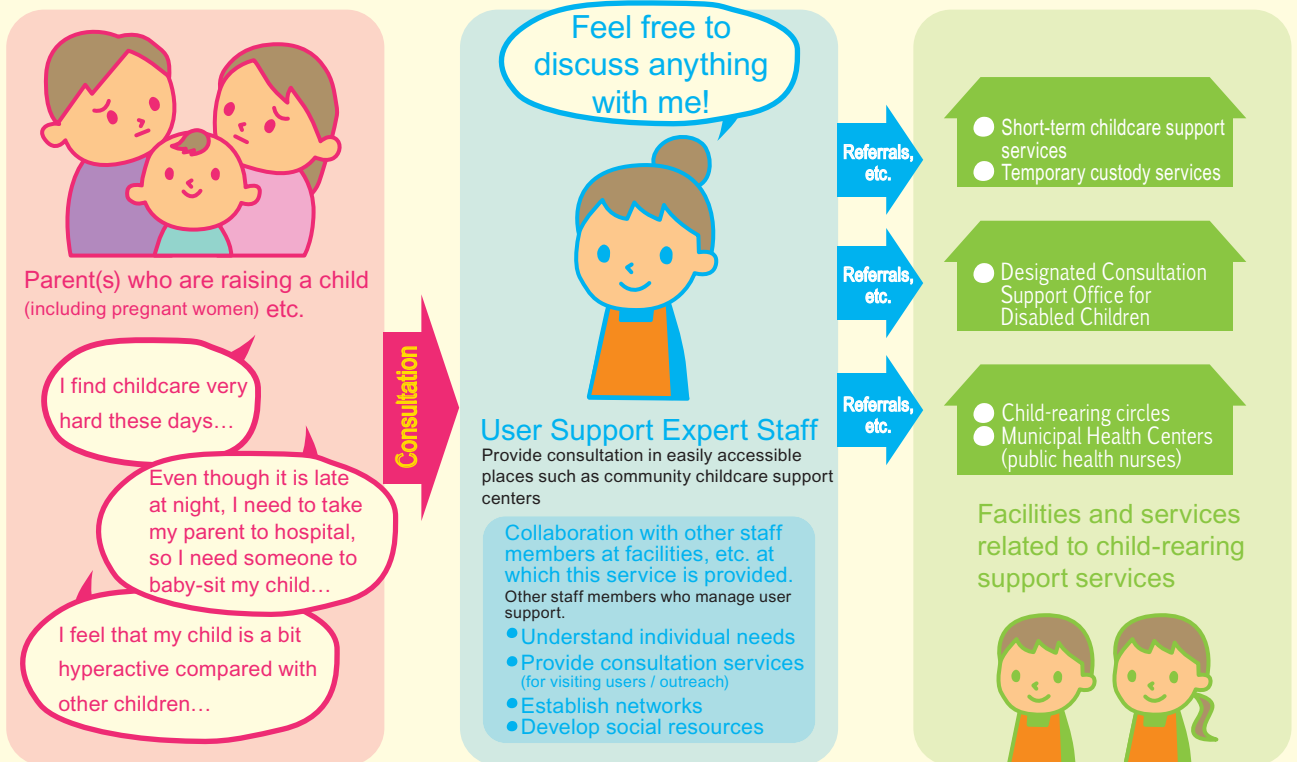 Parent(s) who are raising a child
(including pregnant women) etc.
I find childcare very
hard these days…
Even though it is late
at night, I need to take
my parent to hospital,
so I need someone to
baby-sit my child…
I feel that my child is a bit
hyperactive compared with
other children…
Consultation
Feel free to
discuss anything
with me!
User Support Expert Staff
Provide consultation in easily accessible
places such as community childcare support
centers
Collaboration with other staff
members at facilities, etc. at
which this service is provided.
Other staff members who manage user
support.
●Understand individual needs
●Provide consultation services
(for visiting users / outreach)
●Establish networks
●Develop social resources
Referrals,
etc.
Referrals,
etc.
Referrals,
etc.
● Short-term childcare support
services
● Temporary custody services
● Designated Consultation
Support Office for
Disabled Children
● Child-rearing circles
● Municipal Health Centers
(public health nurses)
Facilities and services
related to child-rearing
support services